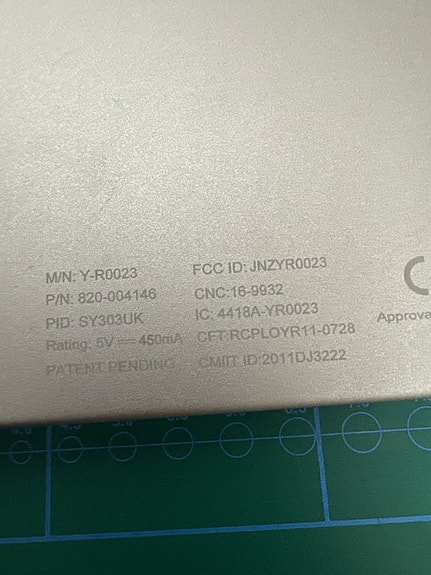 M/N: Y-R0023
P/N: 820-004146
PID: SY303UK
Rating: 5V ⎓ 450mA
PATENT PENDING
FCC ID: JNZYR0023
CNC:16-9932
IC: 4418A-YR0023
CFT RCPLOYR11-0728
CMIIT ID:2011DJ3222
Approva